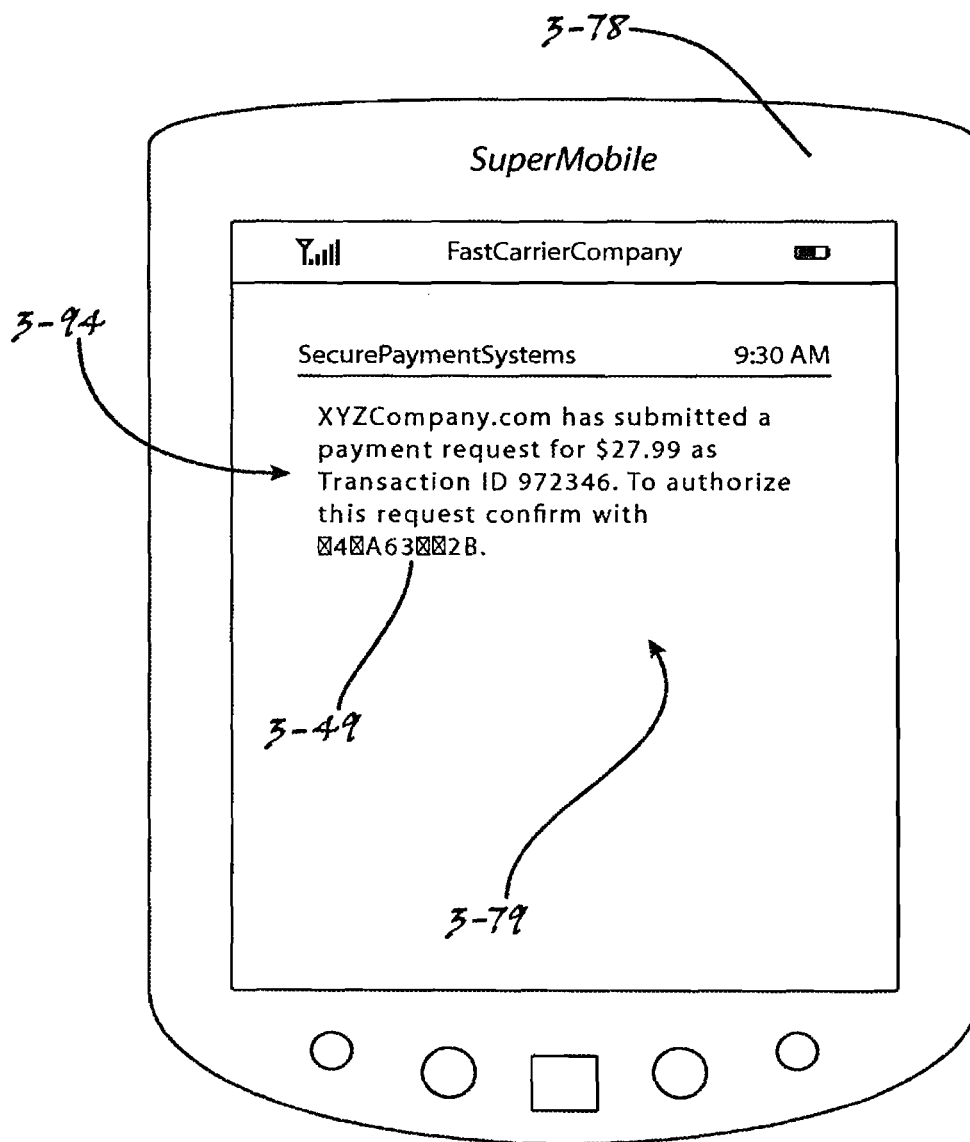 3-78
SuperMobile
FastCarrierCompany
3-94
SecurePaymentSystems 9:30 AM
XYZCompany.com has submitted a
payment request for $27.99 as
Transaction ID 972346. To authorize
this request confirm with
☒4☒A63☒☒2B.
3-49
3-79